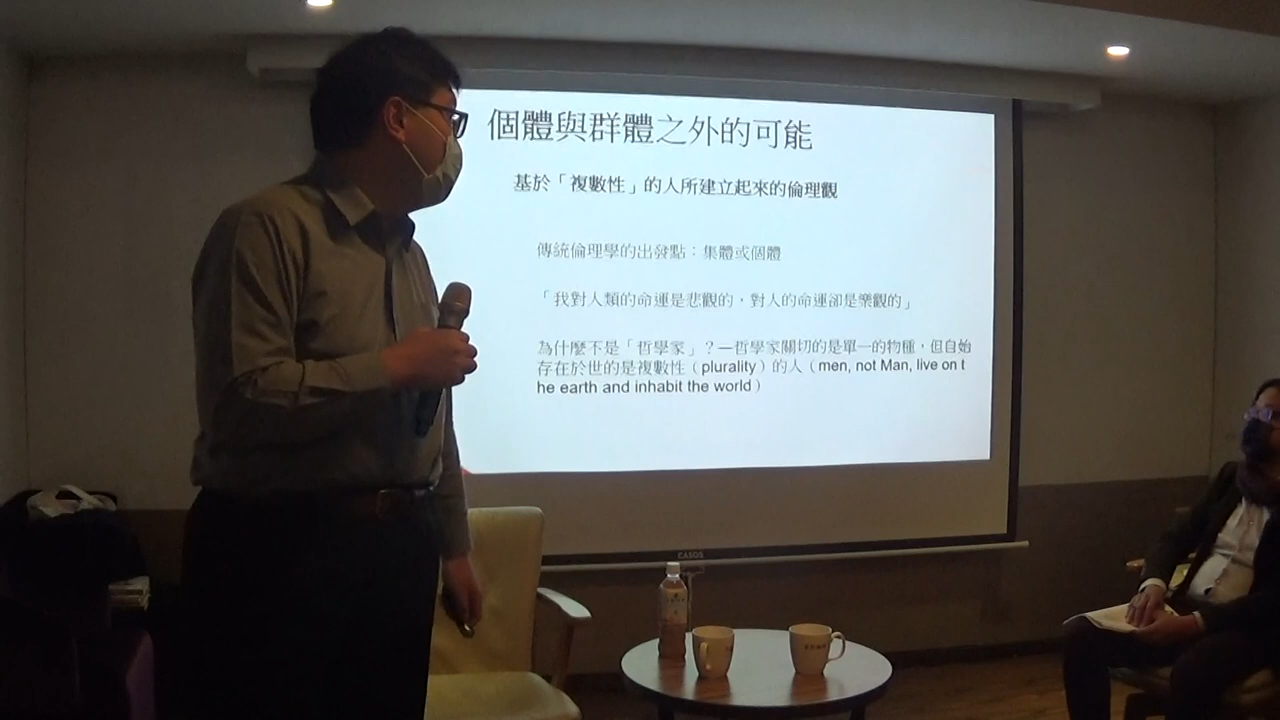 個體與群體之外的可能
基於「複數性」的人所建立起來的倫理觀
傳統倫理學的出發點：集體或個體
「我對人類的命運是悲觀的，對人的命運卻是樂觀的」
為什麼不是「哲學家」？—哲學家關切的是單一的物種，但自始
存在於世的是複數性（plurality）的人（men, not Man, live on t
he earth and inhabit the world）
CASOS